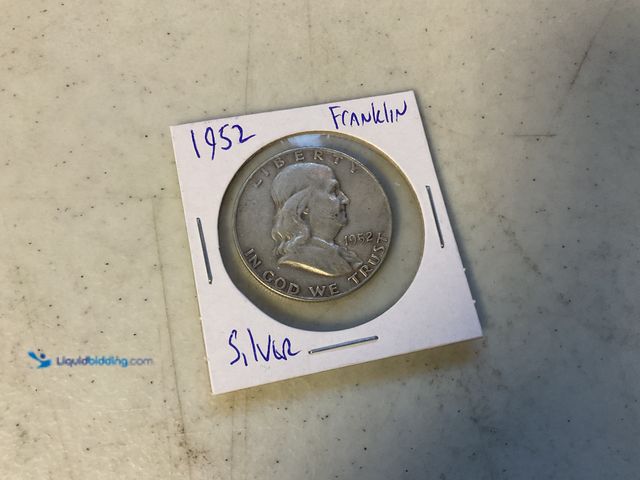 1952 Franklin
LIBERTY
1952
IN GOD WE TRUST
Silver
Liquidbidding.com